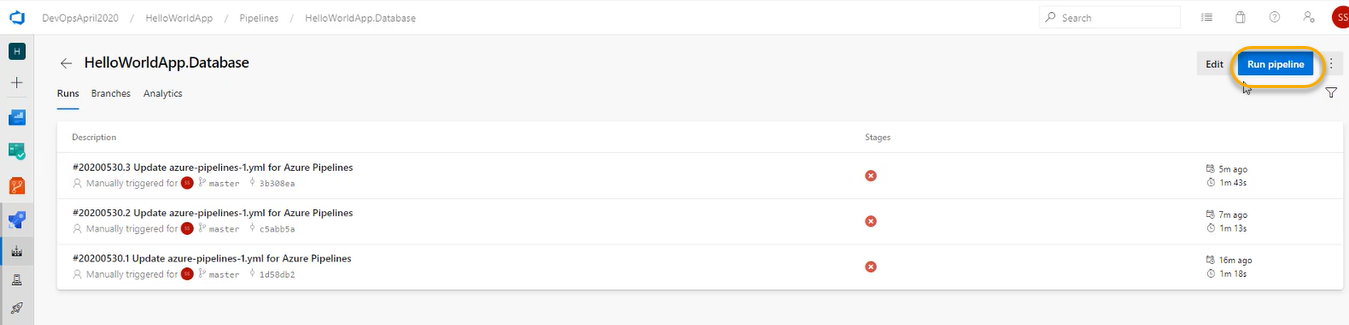 DevOpsApril2020 / HelloWorldApp / Pipelines / HelloWorldApp.Database
Search
SS
H
HelloWorldApp.Database
Edit
Run pipeline
Runs Branches Analytics
Description Stages
#20200530.3 Update azure-pipelines-1.yml for Azure Pipelines
5m ago
Manually triggered for SS master 3b308ea
1m 43s
#20200530.2 Update azure-pipelines-1.yml for Azure Pipelines
7m ago
Manually triggered for SS master c5abb5a
1m 13s
#20200530.1 Update azure-pipelines-1.yml for Azure Pipelines
16m ago
Manually triggered for SS master 1d58db2
1m 18s